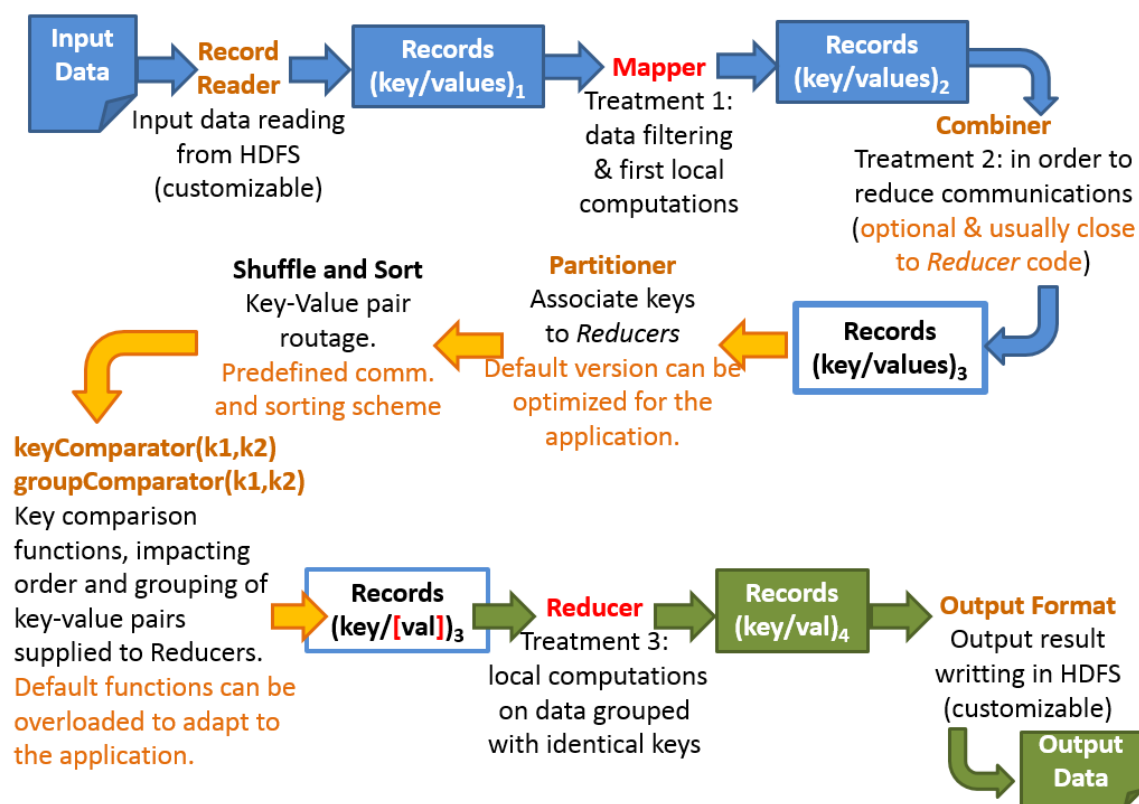 Input
Data
Record
Reader
Input data reading
from HDFS
(customizable)
Records
(key/values)₁
Mapper
Treatment 1:
data filtering
& first local
computations
Records
(key/values)₂
Combiner
Treatment 2: in order to
reduce communications
(optional & usually close
to Reducer code)
Records
(key/values)₃
Partitioner
Associate keys
to Reducers
Default version can be
optimized for the
application.
Shuffle and Sort
Key-Value pair
routage.
Predefined comm.
and sorting scheme
keyComparator(k1,k2)
groupComparator(k1,k2)
Key comparison
functions, impacting
order and grouping of
key-value pairs
supplied to Reducers.
Default functions can be
overloaded to adapt to
the application.
Records
(key/[val])₃
Reducer
Treatment 3:
local computations
on data grouped
with identical keys
Records
(key/val)₄
Output Format
Output result
writting in HDFS
(customizable)
Output
Data